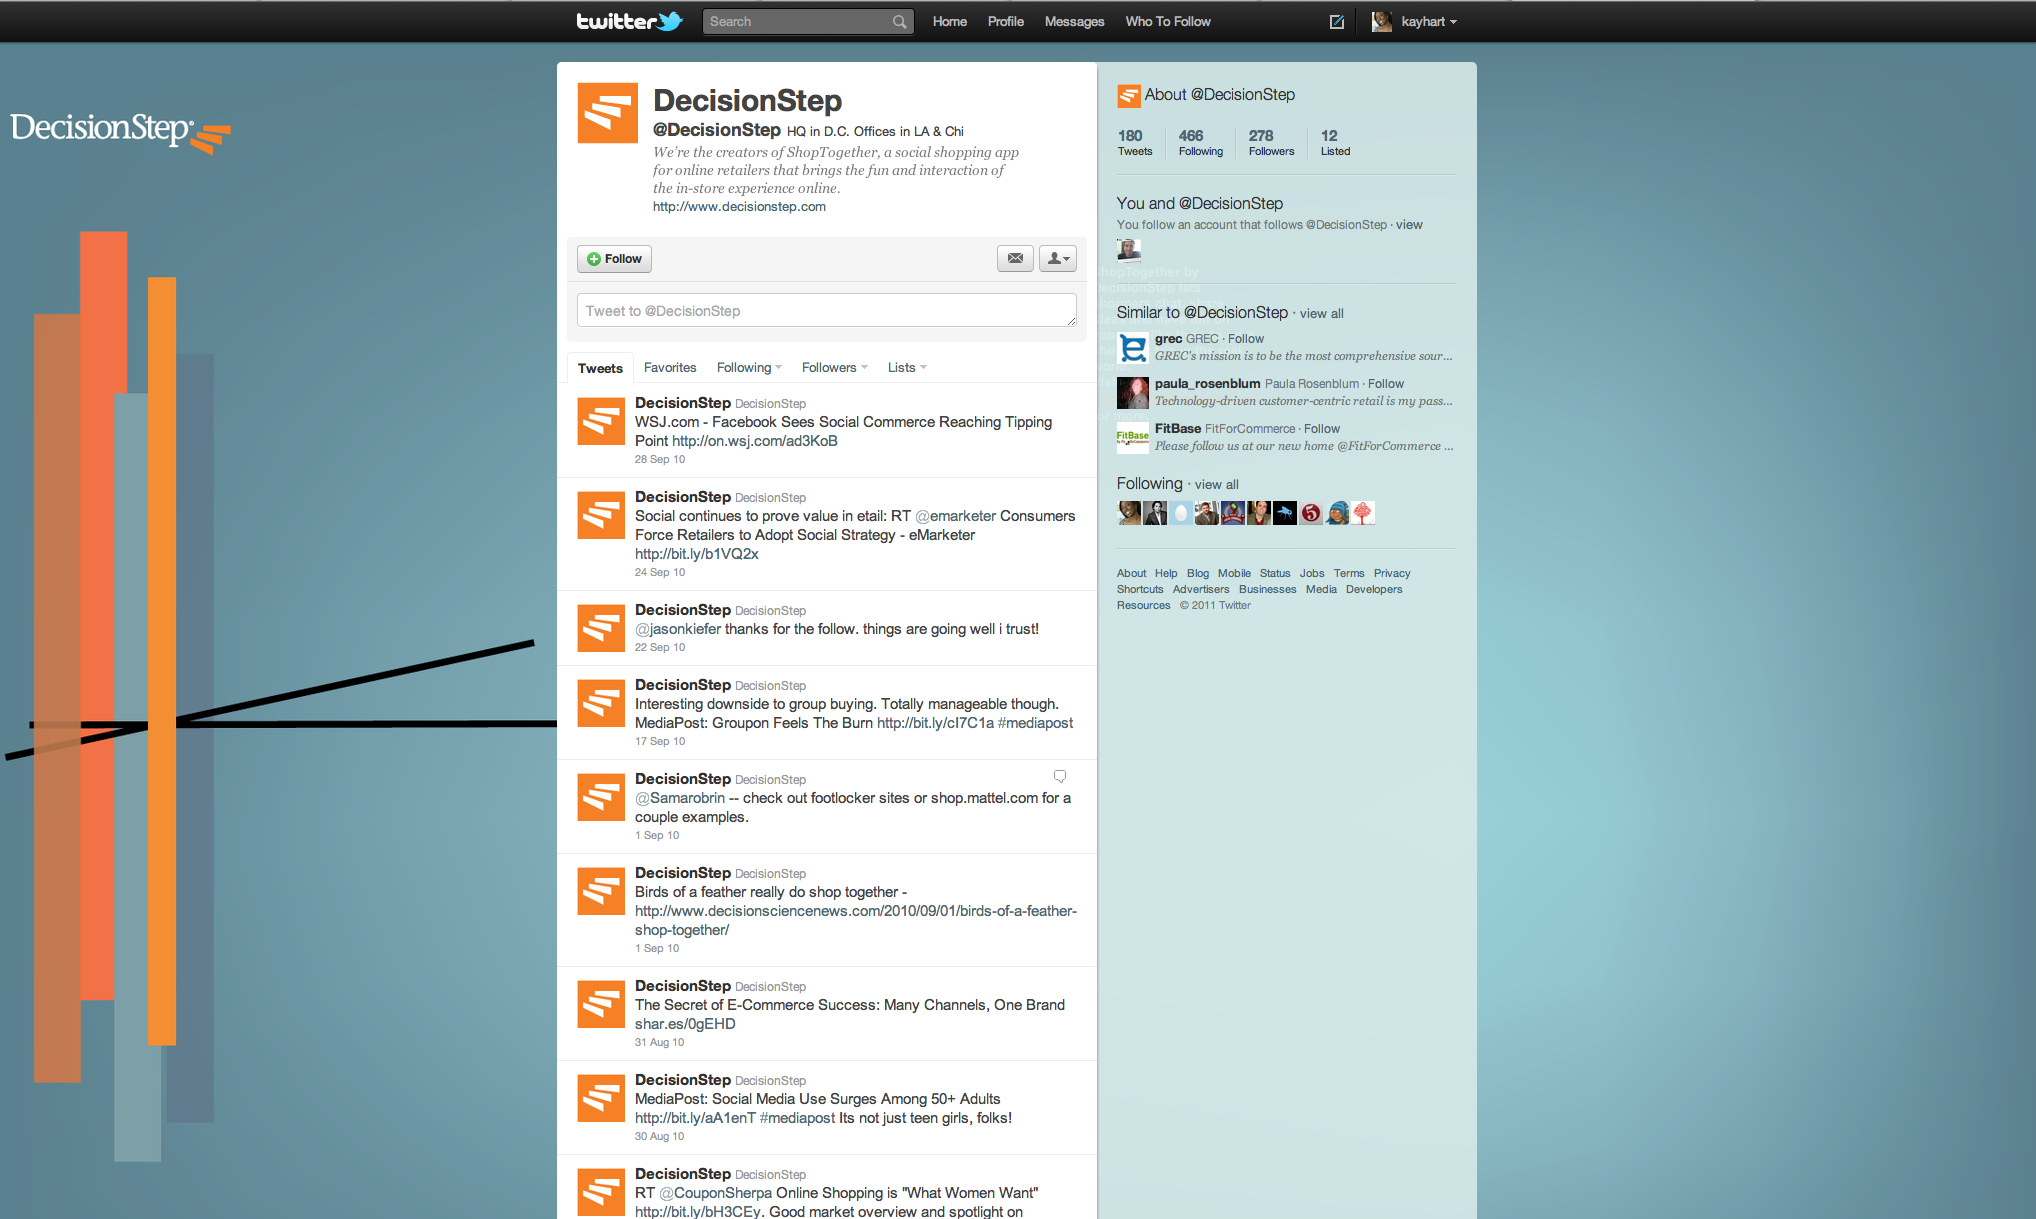 twitter
Search
Home Profile Messages Who To Follow
kayhart
DecisionStep
DecisionStep
@DecisionStep HQ in D.C. Offices in LA & Chi
We're the creators of ShopTogether, a social shopping app
for online retailers that brings the fun and interaction of
the in-store experience online.
http://www.decisionstep.com
Follow
Tweet to @DecisionStep
Tweets Favorites Following Followers Lists
DecisionStep DecisionStep
WSJ.com - Facebook Sees Social Commerce Reaching Tipping
Point http://on.wsj.com/ad3KoB
28 Sep 10
DecisionStep DecisionStep
Social continues to prove value in etail: RT @emarketer Consumers
Force Retailers to Adopt Social Strategy - eMarketer
http://bit.ly/b1VQ2x
24 Sep 10
DecisionStep DecisionStep
@jasonkiefer thanks for the follow. things are going well i trust!
22 Sep 10
DecisionStep DecisionStep
Interesting downside to group buying. Totally manageable though.
MediaPost: Groupon Feels The Burn http://bit.ly/cI7C1a #mediapost
17 Sep 10
DecisionStep DecisionStep
@Samarobrin -- check out footlocker sites or shop.mattel.com for a
couple examples.
1 Sep 10
DecisionStep DecisionStep
Birds of a feather really do shop together -
http://www.decisionsciencenews.com/2010/09/01/birds-of-a-feather-
shop-together/
1 Sep 10
DecisionStep DecisionStep
The Secret of E-Commerce Success: Many Channels, One Brand
shar.es/0gEHD
31 Aug 10
DecisionStep DecisionStep
MediaPost: Social Media Use Surges Among 50+ Adults
http://bit.ly/aA1enT #mediapost Its not just teen girls, folks!
30 Aug 10
DecisionStep DecisionStep
RT @CouponSherpa Online Shopping is "What Women Want"
http://bit.ly/bH3CEy. Good market overview and spotlight on
About @DecisionStep
180 466 278 12
Tweets Following Followers Listed
You and @DecisionStep
You follow an account that follows @DecisionStep · view
ShopTogether by
DecisionStep lets
Similar to @DecisionStep · view all
grec GREC · Follow
GREC's mission is to be the most comprehensive sour...
paula_rosenblum Paula Rosenblum · Follow
Technology-driven customer-centric retail is my pass...
FitBase
FitBase FitForCommerce · Follow
Please follow us at our new home @FitForCommerce ...
Following · view all
5
About Help Blog Mobile Status Jobs Terms Privacy
Shortcuts Advertisers Businesses Media Developers
Resources © 2011 Twitter